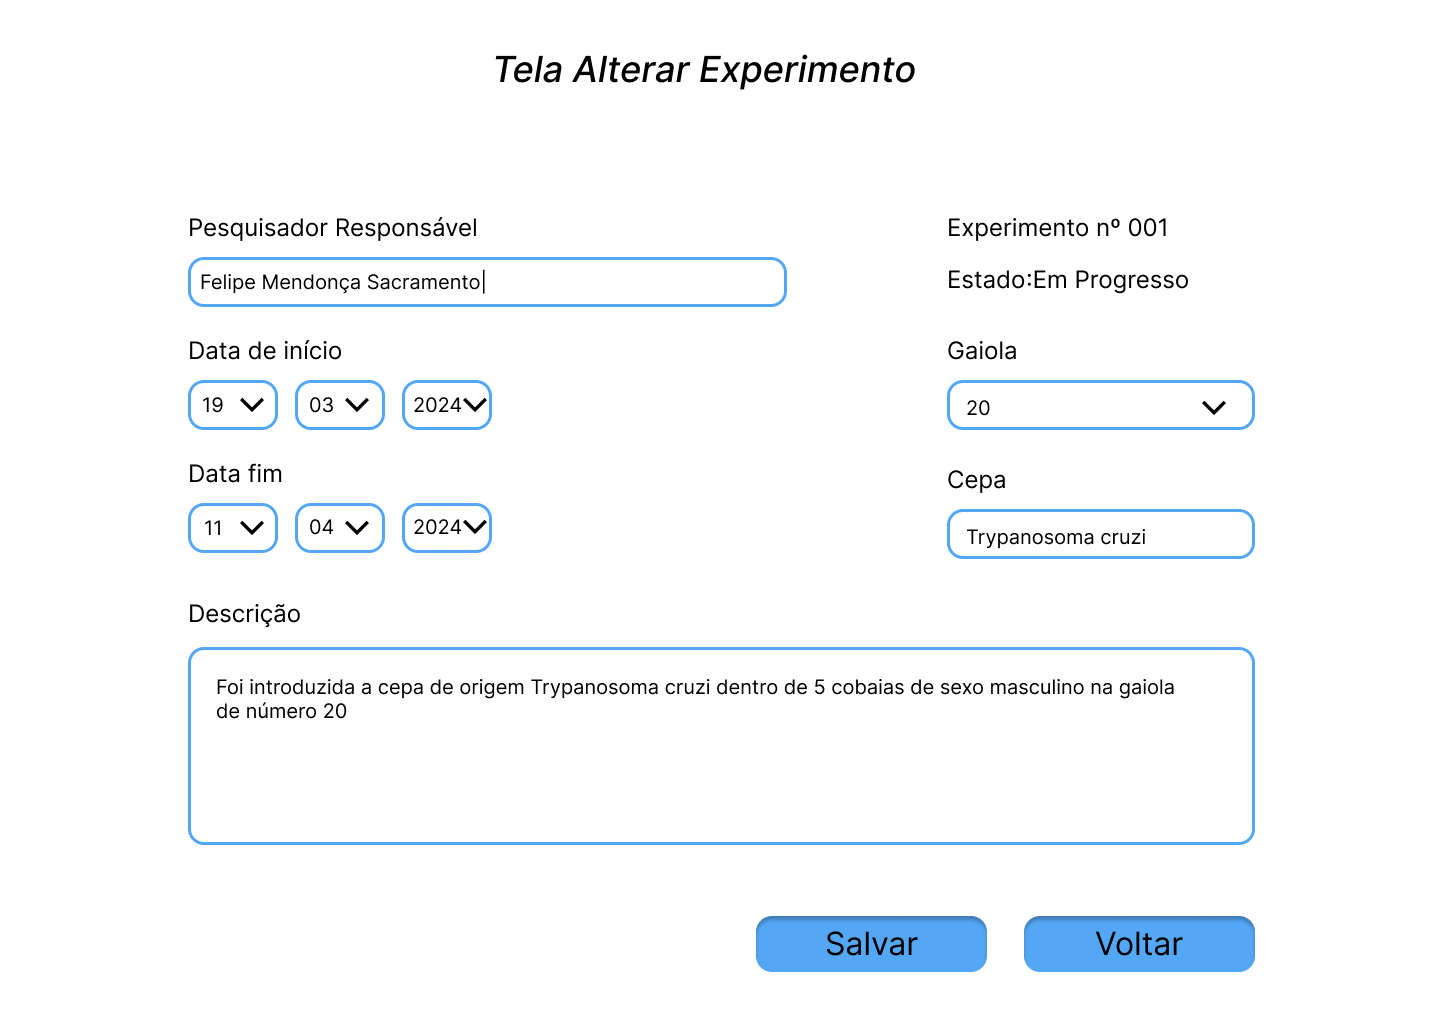 Tela Alterar Experimento
Pesquisador Responsável
Felipe Mendonça Sacramento
Experimento nº 001
Estado:Em Progresso
Data de início
19 03 2024
Gaiola
20
Data fim
11 04 2024
Cepa
Trypanosoma cruzi
Descrição
Foi introduzida a cepa de origem Trypanosoma cruzi dentro de 5 cobaias de sexo masculino na gaiola
de número 20
Salvar
Voltar